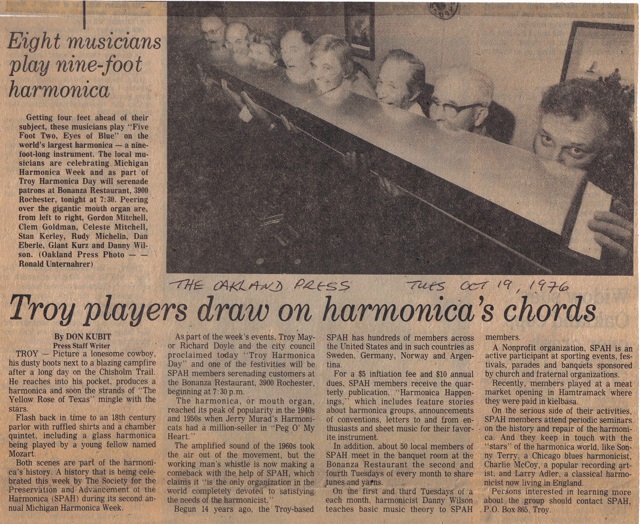 Eight musicians
play nine-foot
harmonica
Getting four feet ahead of their
subject, these musicians play "Five
Foot Two, Eyes of Blue" on the
world's largest harmonica — a nine-
foot-long instrument. The local mu-
sicians are celebrating Michigan
Harmonica Week and as part of
Troy Harmonica Day will serenade
patrons at Bonanza Restaurant, 3900
Rochester, tonight at 7:30. Peering
over the gigantic mouth organ are,
from left to right, Gordon Mitchell,
Clem Goldman, Celeste Mitchell,
Stan Kerley, Rudy Michelin, Dan
Eberle, Glant Kurz and Danny Wil-
son. (Oakland Press Photo — —
Ronald Unternahrer)
THE OAKLAND PRESS TUES OCT 19, 1976
Troy players draw on harmonica's chords
By DON KUBIT
Press Staff Writer
TROY — Picture a lonesome cowboy,
his dusty boots next to a blazing campfire
after a long day on the Chisholm Trail.
He reaches into his pocket, produces a
harmonica and soon the strands of "The
Yellow Rose of Texas" mingle with the
stars.
Flash back in time to an 18th century
parlor with ruffled shirts and a chamber
quintet, including a glass harmonica
being played by a young fellow named
Mozart.
Both scenes are part of the harmoni-
ca's history. A history that is being cele-
brated this week by The Society for the
Preservation and Advancement of the
Harmonica (SPAH) during its second an-
nual Michigan Harmonica Week.
As part of the week's events, Troy May-
or Richard Doyle and the city council
proclaimed today "Troy Harmonica
Day" and one of the festivities will be
SPAH members serenading customers at
the Bonanza Restaurant, 3900 Rochester,
beginning at 7:30 p.m.
The harmonica, or mouth organ,
reached its peak of popularity in the 1940s
and 1950s when Jerry Murad's Harmoni-
cats had a million-seller in "Peg O' My
Heart."
The amplified sound of the 1960s took
the air out of the movement, but the
working man's whistle is now making a
comeback with the help of SPAH, which
claims it "is the only organization in the
world completely devoted to satisfying
the needs of the harmonicist."
Begun 14 years ago, the Troy-based
SPAH has hundreds of members across
the United States and in such countries as
Sweden, Germany, Norway and Argen-
tina.
For a $5 initiation fee and $10 annual
dues, SPAH members receive the quar-
terly publication, "Harmonica Happen-
ings," which includes feature stories
about harmonica groups, announcements
of conventions, letters to and from en-
thusiasts and sheet music for their favor-
ite instrument.
In addition, about 50 local members of
SPAH meet in the banquet room at the
Bonanza Restaurant the second and
fourth Tuesdays of every month to share
tunes and yarns.
On the first and third Tuesdays of a
each month, harmonicist Danny Wilson
teaches basic music theory to SPAH
members.
A Nonprofit organization, SPAH is an
active participant at sporting events, fes-
tivals, parades and banquets sponsored
by church and fraternal organizations.
Recently, members played at a meat
market opening in Hamtramack where
they were paid in kielbasa.
On the serious side of their activities,
SPAH members attend periodic seminars
on the history and repair of the harmoni-
ca. And they keep in touch with the
"stars" of the harmonica world, like Son-
ny Terry, a Chicago blues harmonicist,
Charlie McCoy, a popular recording art-
ist, and Larry Adler, a classical harmo-
nicist now living in England.
Persons interested in learning more
about the group should contact SPAH,
P.O. Box 865, Troy.